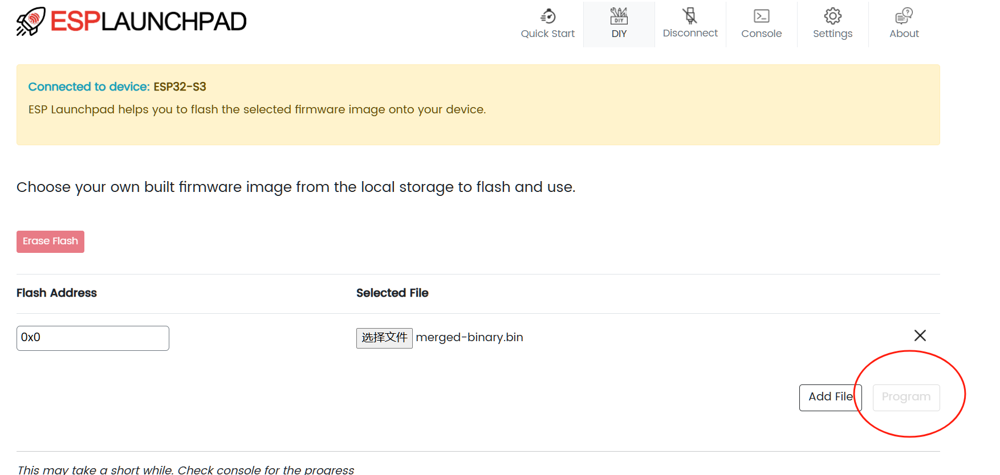 ESPLAUNCHPAD
Quick Start
DIY
DIY
Disconnect
Console
Settings
About
Connected to device: ESP32-S3
ESP Launchpad helps you to flash the selected firmware image onto your device.
Choose your own built firmware image from the local storage to flash and use.
Erase Flash
Flash Address Selected File
0x0 选择文件 merged-binary.bin
Add File Program
This may take a short while. Check console for the progress